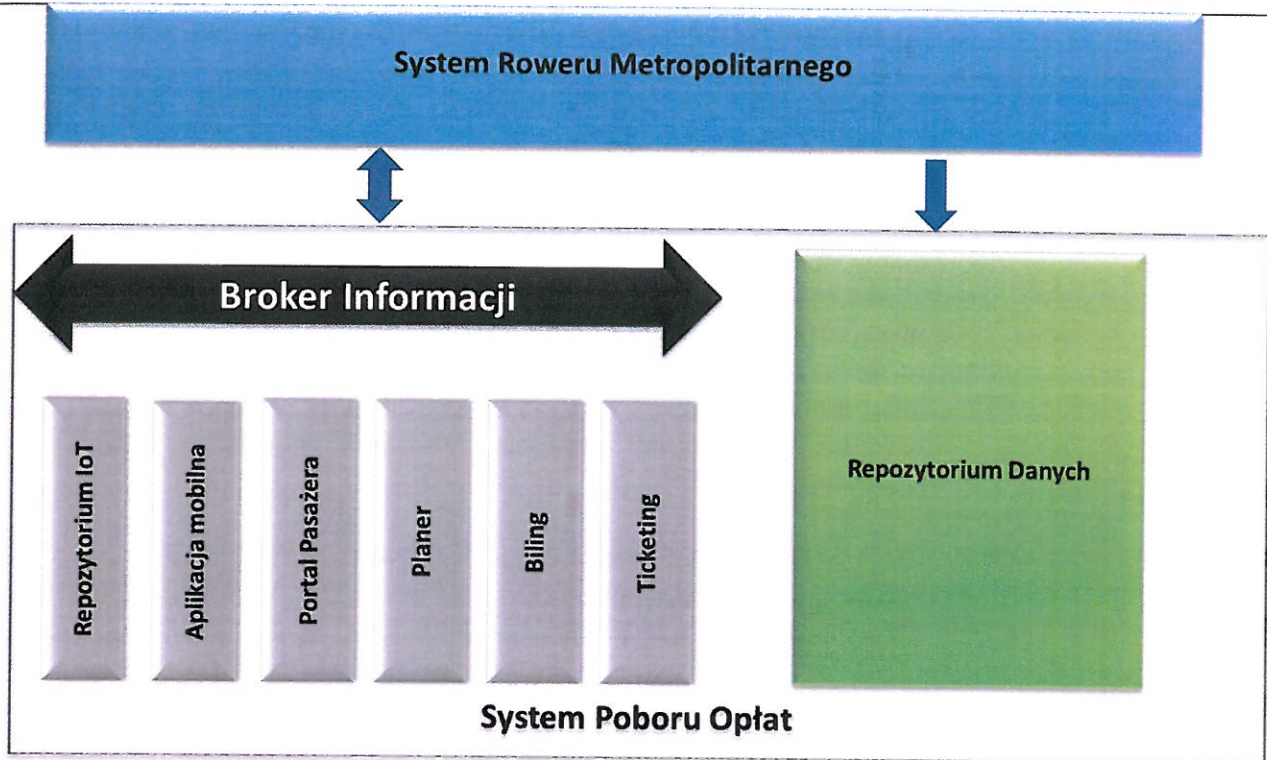 System Roweru Metropolitarnego
Broker Informacji
Repozytorium IoT
Aplikacja mobilna
Portal Pasażera
Planer
Biling
Ticketing
Repozytorium Danych
System Poboru Opłat